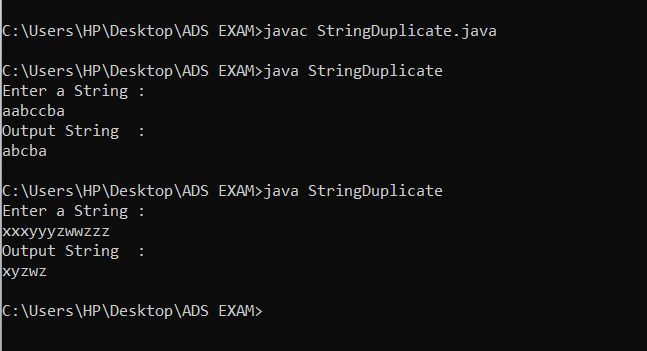 C:\Users\HP\Desktop\ADS EXAM>javac StringDuplicate.java
C:\Users\HP\Desktop\ADS EXAM>java StringDuplicate
Enter a String :
aabccba
Output String  :
abcba
C:\Users\HP\Desktop\ADS EXAM>java StringDuplicate
Enter a String :
xxxyyyzwwzzz
Output String  :
xyzwz
C:\Users\HP\Desktop\ADS EXAM>